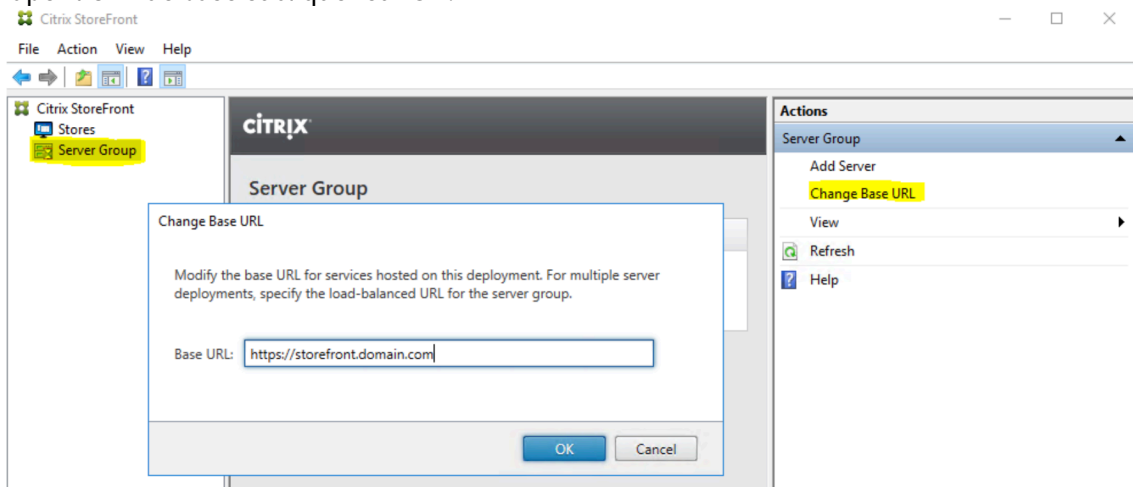 Citrix StoreFront
File Action View Help
Citrix StoreFront
Stores
Server Group
CİTRIX
Server Group
Change Base URL
Modify the base URL for services hosted on this deployment. For multiple server
deployments, specify the load-balanced URL for the server group.
Base URL: https://storefront.domain.com
OK Cancel
Actions
Server Group
Add Server
Change Base URL
View
Refresh
Help